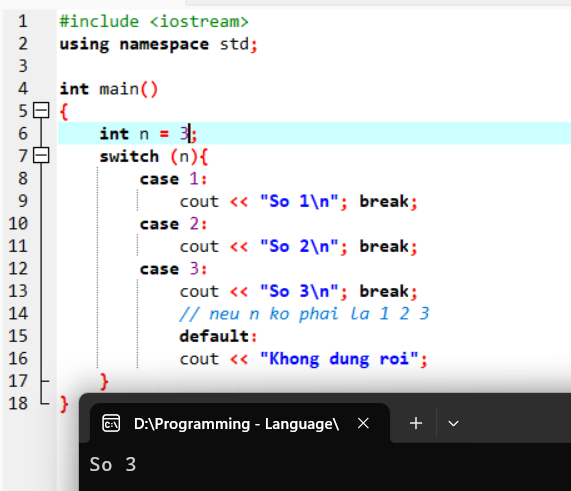 1 #include <iostream>
2 using namespace std;
3
4 int main()
5 {
6 int n = 3;
7 switch (n){
8 case 1:
9 cout << "So 1\n"; break;
10 case 2:
11 cout << "So 2\n"; break;
12 case 3:
13 cout << "So 3\n"; break;
14 // neu n ko phai la 1 2 3
15 default:
16 cout << "Khong dung roi";
17 }
18 }
D:\Programming - Language\
So 3